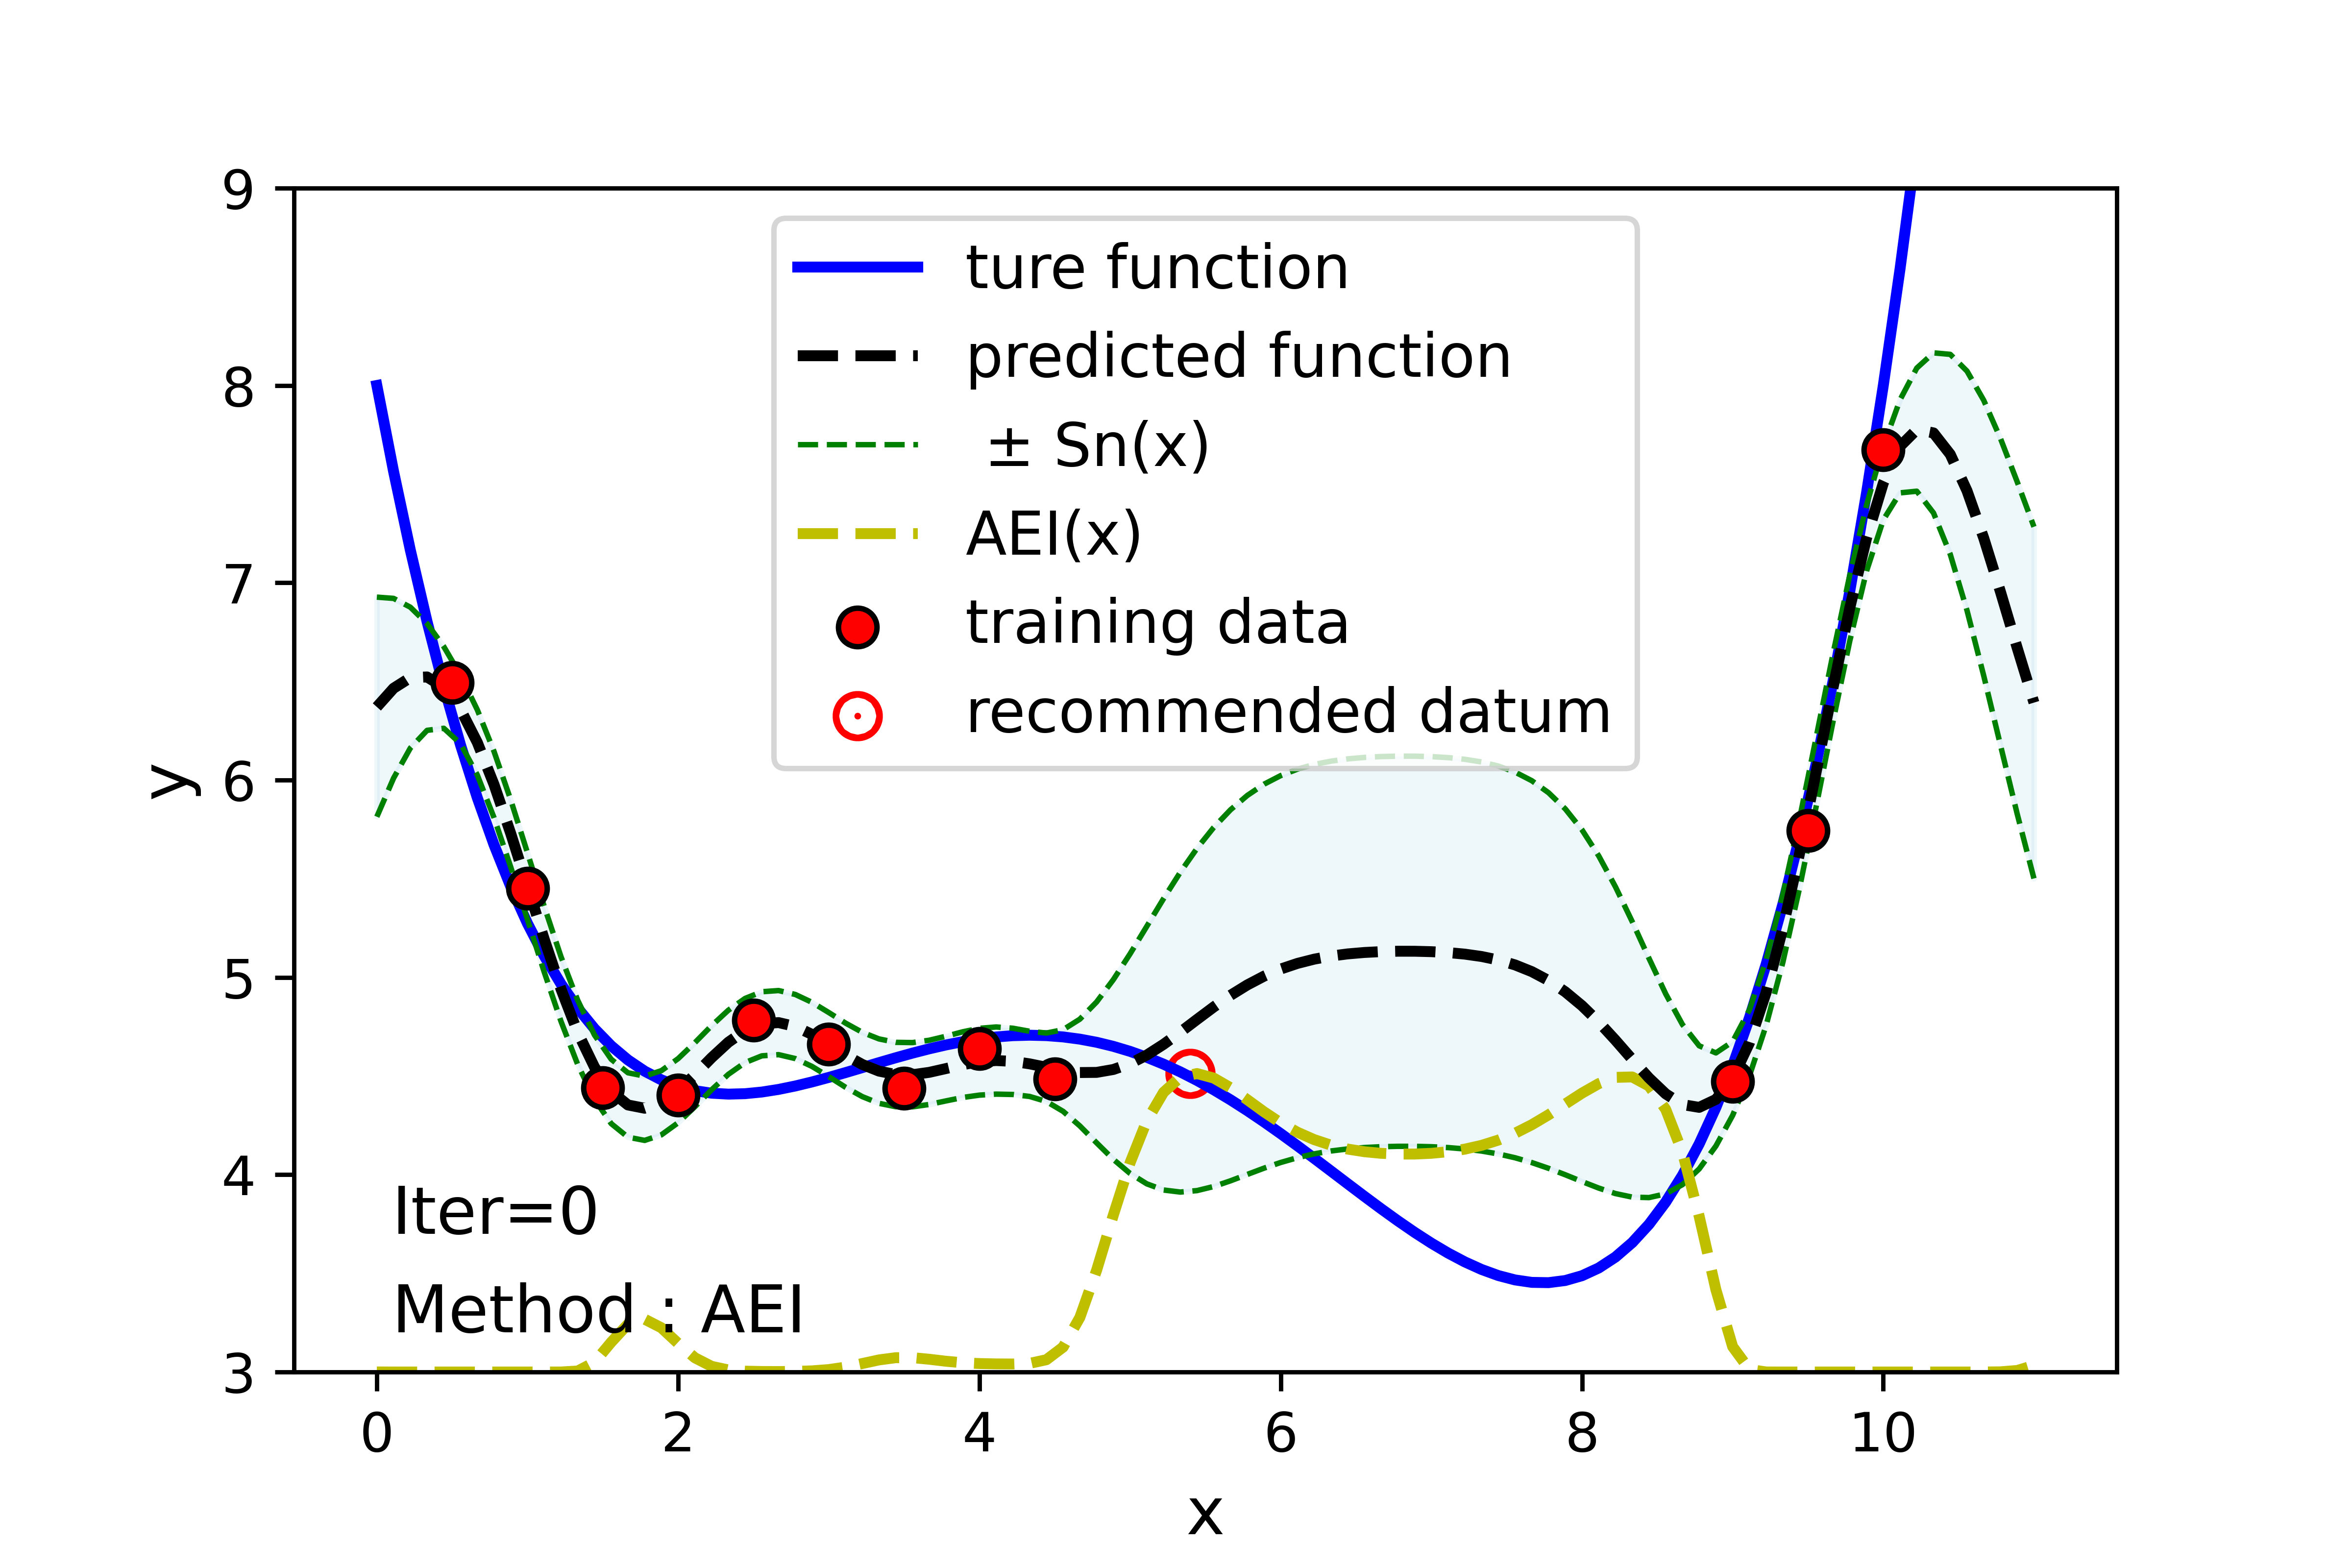 9
8
7
6
5
4
3
y
ture function
predicted function
± Sn(x)
AEI(x)
training data
recommended datum
Iter=0
Method : AEI
0 2 4 6 8 10
x